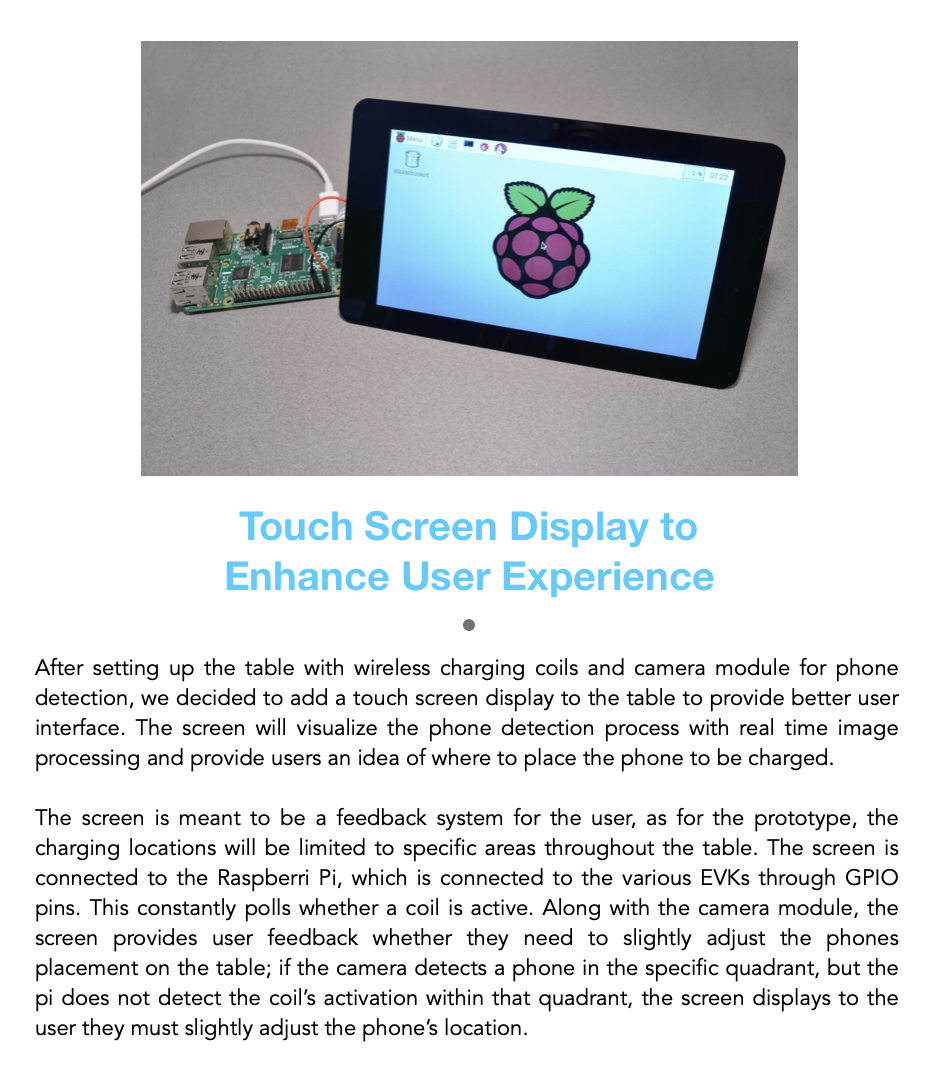 Menu
01:22
Wastebasket
Touch Screen Display to
Enhance User Experience
After setting up the table with wireless charging coils and camera module for phone
detection, we decided to add a touch screen display to the table to provide better user
interface. The screen will visualize the phone detection process with real time image
processing and provide users an idea of where to place the phone to be charged.
The screen is meant to be a feedback system for the user, as for the prototype, the
charging locations will be limited to specific areas throughout the table. The screen is
connected to the Raspberri Pi, which is connected to the various EVKs through GPIO
pins. This constantly polls whether a coil is active. Along with the camera module, the
screen provides user feedback whether they need to slightly adjust the phones
placement on the table; if the camera detects a phone in the specific quadrant, but the
pi does not detect the coil's activation within that quadrant, the screen displays to the
user they must slightly adjust the phone's location.